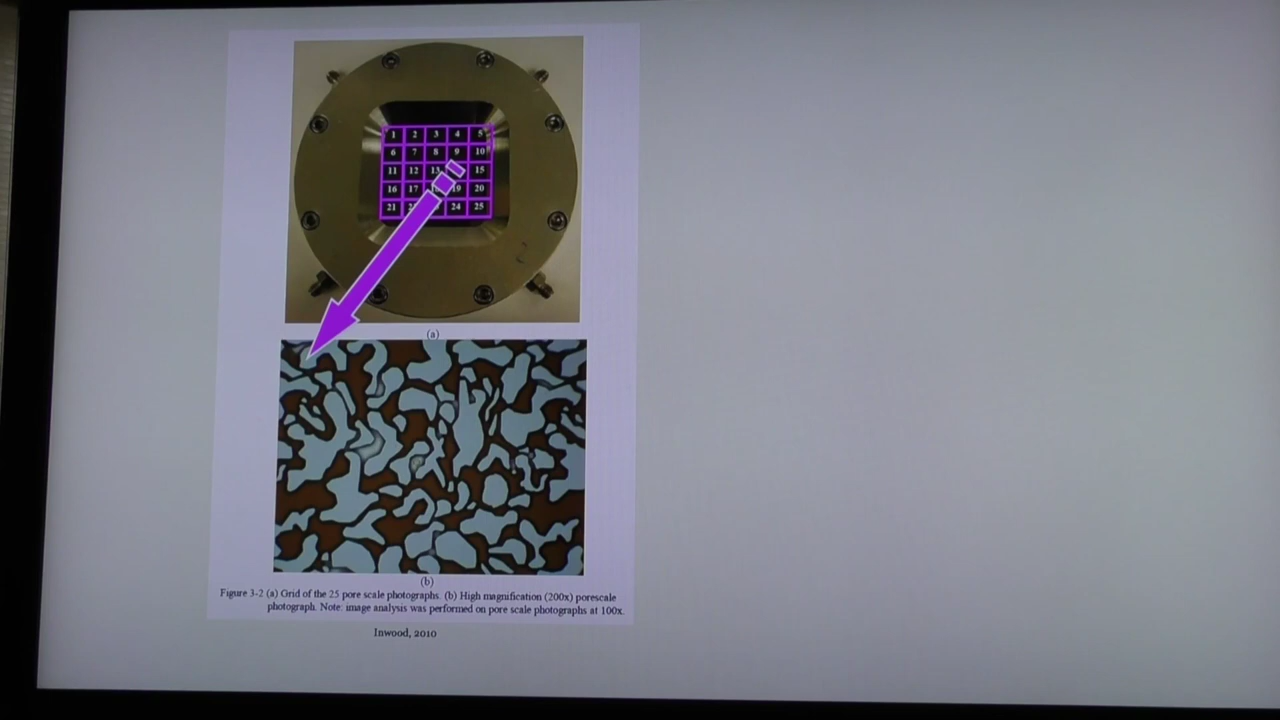 1 2 3 4 5
6 7 8 9 10
11 12 13 15
16 17 19 20
21 24 25
(a)
(b)
Figure 3-2 (a) Grid of the 25 pore scale photographs. (b) High magnification (200x) porescale
photograph. Note: image analysis was performed on pore scale photographs at 100x.
Inwood, 2010